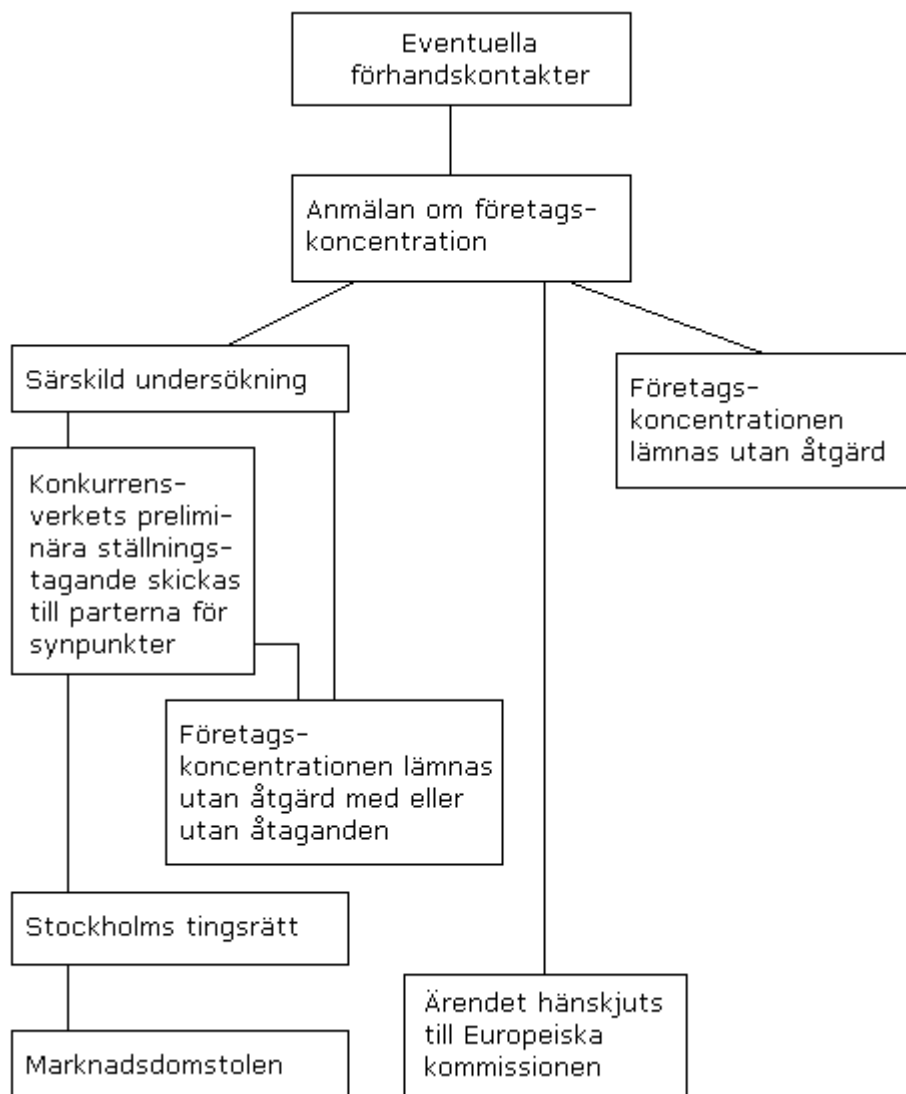 Eventuella
förhandskontakter
Anmälan om företags-
koncentration
Särskild undersökning
Företags-
koncentrationen
lämnas utan åtgärd
Konkurrens-
verkets prelimi-
nära ställnings-
tagande skickas
till parterna för
synpunkter
Företags-
koncentrationen lämnas
utan åtgärd med eller
utan åtaganden
Stockholms tingsrätt
Ärendet hänskjuts
till Europeiska
kommissionen
Marknadsdomstolen